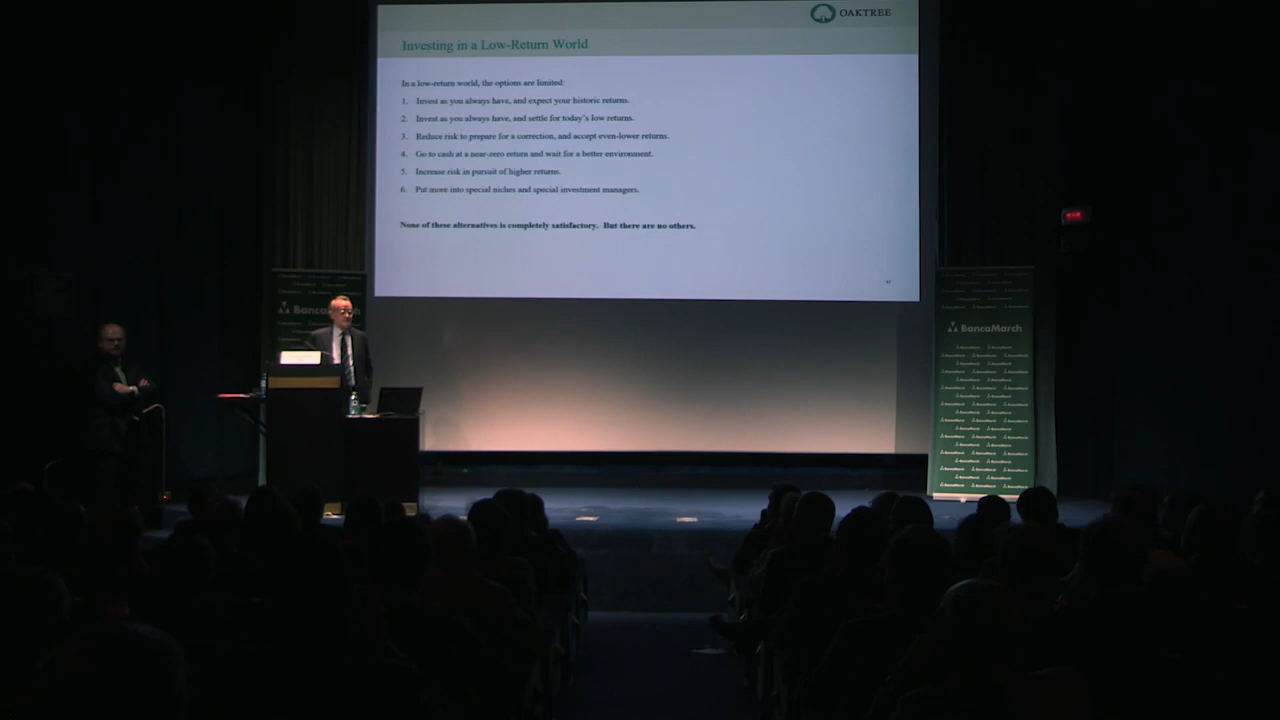 OAKTREE
Investing in a Low-Return World
In a low-return world, the options are limited:
1. Invest as you always have, and expect your historic returns.
2. Invest as you always have, and settle for today's low returns.
3. Reduce risk to prepare for a correction, and accept even-lower returns.
4. Go to cash at a near-zero return and wait for a better environment.
5. Increase risk in pursuit of higher returns.
6. Put more into special niches and special investment managers.
None of these alternatives is completely satisfactory. But there are no others.
BancaMarch